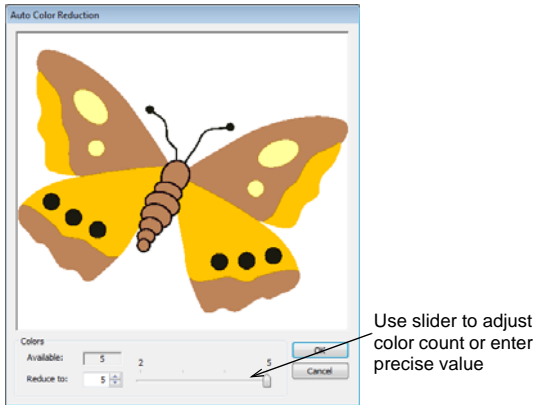 Auto Color Reduction
Use slider to adjust
color count or enter
precise value
Colors
Available: 5
2 5
OK
Reduce to: 5
Cancel